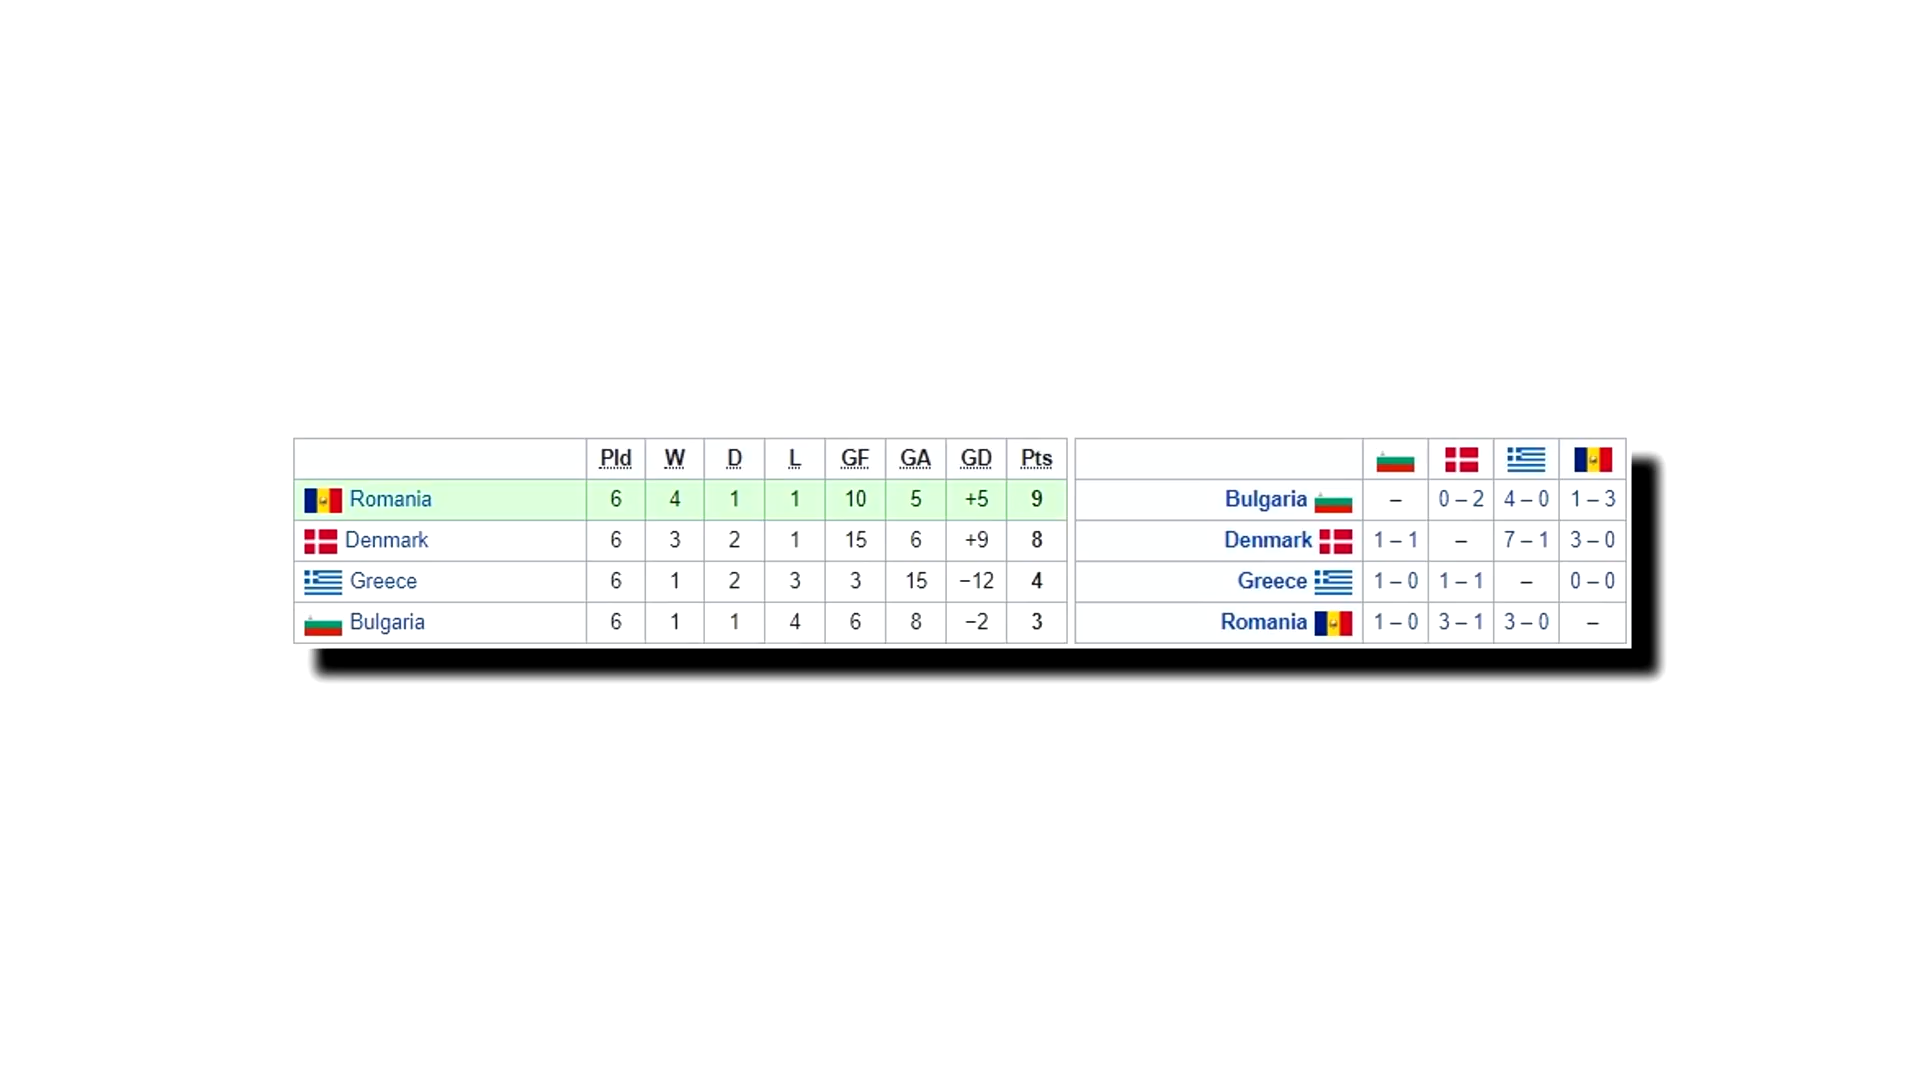 Pld W D L GF GA GD Pts
Romania 6 4 1 1 10 5 +5 9 Bulgaria – 0 – 2 4 – 0 1 – 3
Denmark 6 3 2 1 15 6 +9 8 Denmark 1 – 1 – 7 – 1 3 – 0
Greece 6 1 2 3 3 15 −12 4 Greece 1 – 0 1 – 1 – 0 – 0
Bulgaria 6 1 1 4 6 8 −2 3 Romania 1 – 0 3 – 1 3 – 0 –